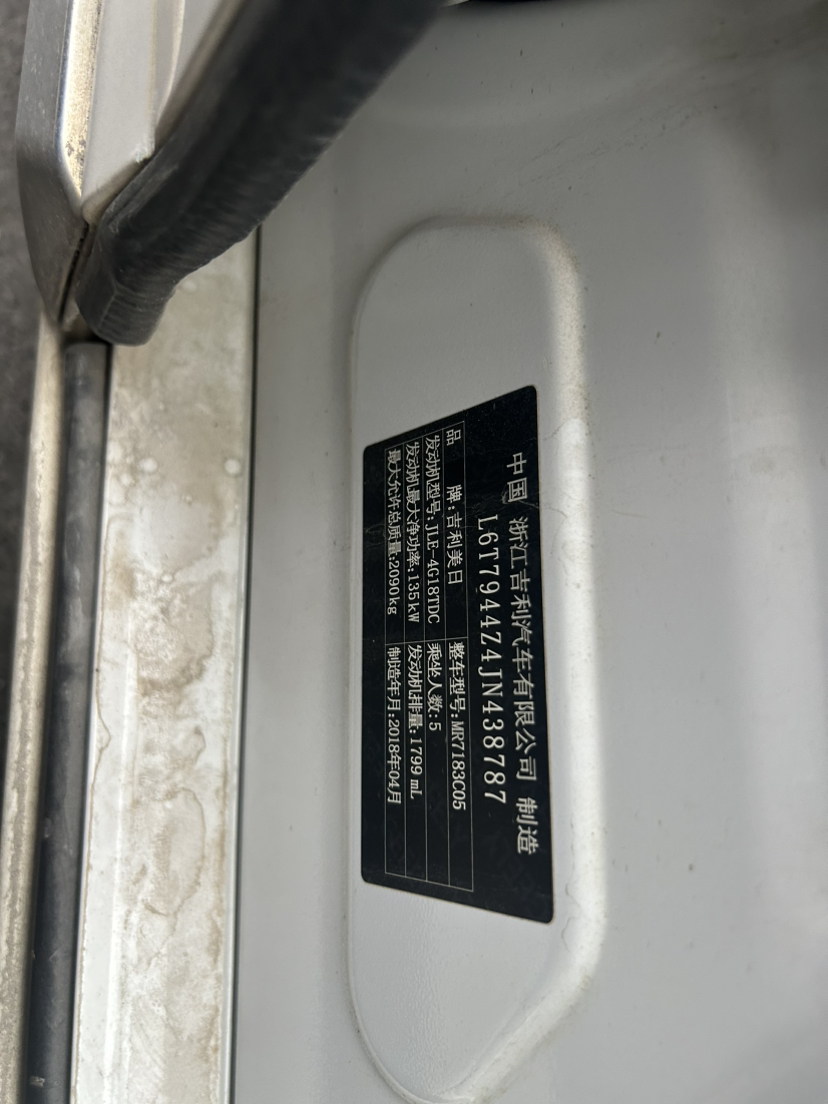 中国 浙江吉利汽车有限公司 制造
L6T7944Z4JN438787
品 牌:吉利美日 整车型号:MR7183C05
发动机型号:JLE-4G18TDC 乘坐人数:5
发动机最大净功率:135kW 发动机排量:1799 mL
最大允许总质量:2090kg 制造年月:2018年04月